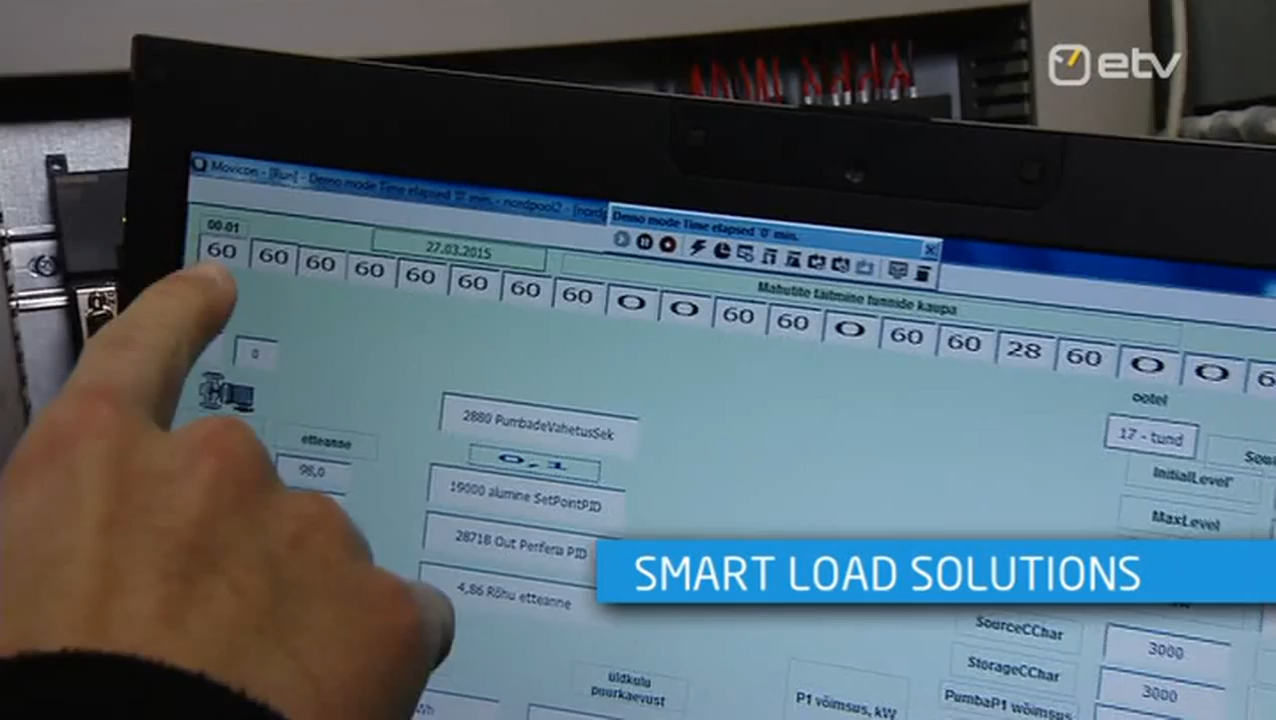 etv
Movicon - [Run] - Demo mode Time elapsed '0' min. - nordpool2 -
Demo mode Time elapsed '0' min.
00-01
27.03.2015
Mahutite täitmine tunnide kaupa
60 60 60 60 60 60 60 60 0 0 60 60 0 60 60 28 60 0 0
0
ootel
17 - tund
2880 PumbadeVahetusSek
etteanne
98,0
0,1
InitialLevel
19000 alumine SetPointPID
MaxLevel
28718 Out Perferia PID
SMART LOAD SOLUTIONS
4,86 Rõhu etteanne
SourceCChar
3000
StorageCChar
3000
üldkulu
puurkaevust
P1 võimsus, kW
PumbaP1 võimsus